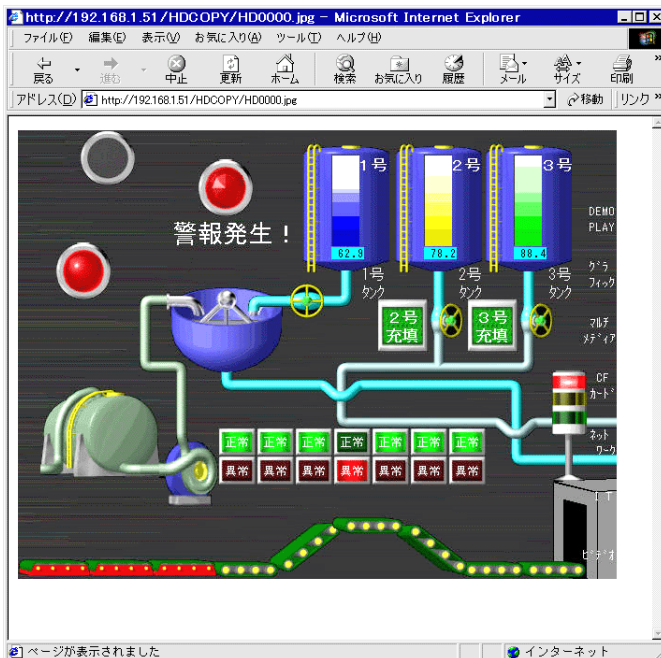 http://192.168.1.51/HDCOPY/HD0000.jpg - Microsoft Internet Explorer
ファイル(F) 編集(E) 表示(V) お気に入り(A) ツール(T) ヘルプ(H)
戻る 進む 中止 更新 ホーム 検索 お気に入り 履歴 メール サイズ 印刷
アドレス(D) http://192.168.1.51/HDCOPY/HD0000.jpg 移動 リンク
1号 2号 3号
警報発生！
62.9 78.2 88.4
1号
タンク
2号
タンク
3号
タンク
2号
充填
3号
充填
DEMO
PLAY
グラ
フィック
マルチ
メディア
CF
カード
ネット
ワーク
正常 正常 正常 正常 正常 正常 正常
異常 異常 異常 異常 異常 異常 異常
ビデオ
ページが表示されました インターネット